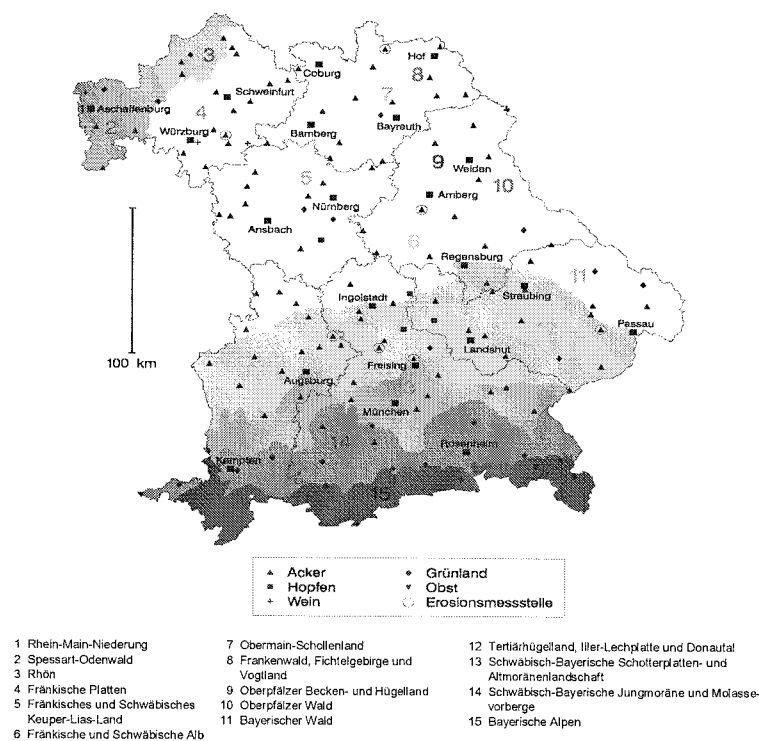 3
Hof
Coburg
8
Schweinfurt
7
1 Aschaffenburg
4
2
Würzburg
Bamberg
Bayreuth
9
Weiden
5
10
Nürnberg
Amberg
Ansbach
6
Regensburg
11
Ingolstadt
Straubing
Passau
100 km
Landshut
Freising
Augsburg
München
14
Rosenheim
Kempten
15
Acker
Grünland
Hopfen
Obst
Wein
Erosionsmessstelle
1 Rhein-Main-Niederung
2 Spessart-Odenwald
3 Rhön
4 Fränkische Platten
5 Fränkisches und Schwäbisches
Keuper-Lias-Land
6 Fränkische und Schwäbische Alb
7 Obermain-Schollenland
8 Frankenwald, Fichtelgebirge und
Vogtland
9 Oberpfälzer Becken- und Hügelland
10 Oberpfälzer Wald
11 Bayerischer Wald
12 Tertiärhügelland, Iller-Lechplatte und Donautal
13 Schwäbisch-Bayerische Schotterplatten- und
Altmoränenlandschaft
14 Schwäbisch-Bayerische Jungmoräne und Molasse-
vorberge
15 Bayerische Alpen